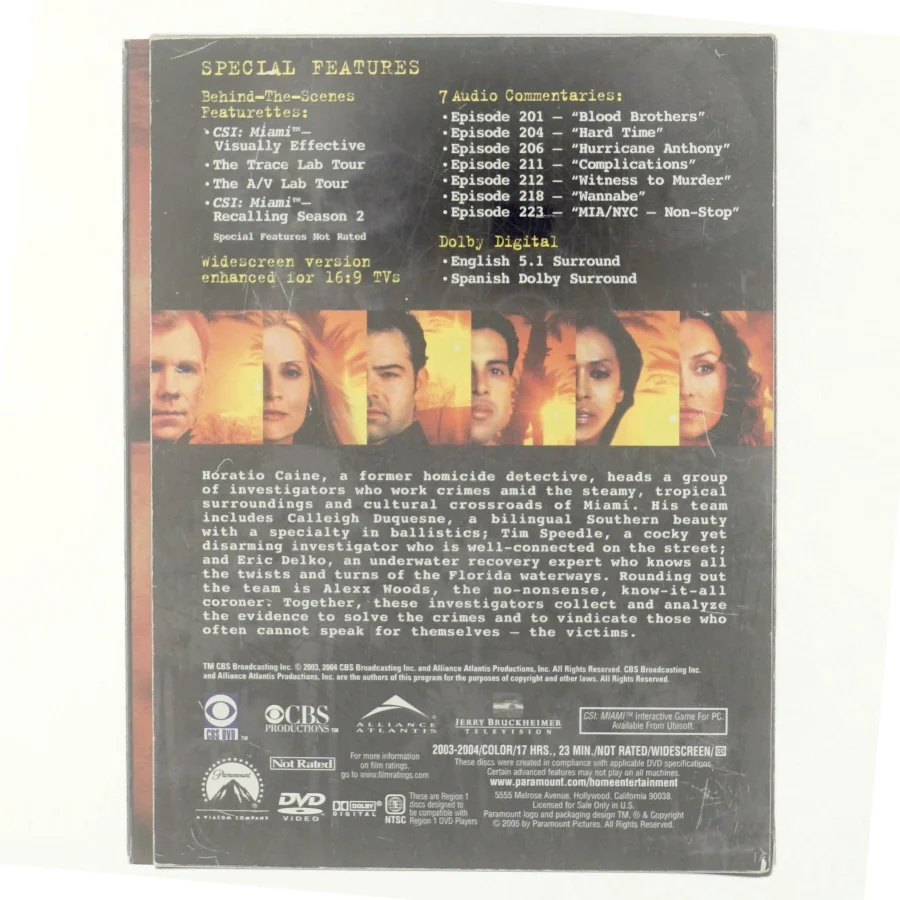 SPECIAL FEATURES
Behind-The-Scenes
Featurettes:
• CSI: Miami™—
Visually Effective
• The Trace Lab Tour
• The A/V Lab Tour
• CSI: Miami™—
Recalling Season 2
Special Features Not Rated
Widescreen version
enhanced for 16:9 TVs
7 Audio Commentaries:
• Episode 201 — “Blood Brothers”
• Episode 204 — “Hard Time”
• Episode 206 — “Hurricane Anthony”
• Episode 211 — “Complications”
• Episode 212 — “Witness to Murder”
• Episode 218 — “Wannabe”
• Episode 223 — “MIA/NYC — Non-Stop”
Dolby Digital
• English 5.1 Surround
• Spanish Dolby Surround
Horatio Caine, a former homicide detective, heads a group
of investigators who work crimes amid the steamy, tropical
surroundings and cultural crossroads of Miami. His team
includes Calleigh Duquesne, a bilingual Southern beauty
with a specialty in ballistics; Tim Speedle, a cocky yet
disarming investigator who is well-connected on the street;
and Eric Delko, an underwater recovery expert who knows all
the twists and turns of the Florida waterways. Rounding out
the team is Alexx Woods, the no-nonsense, know-it-all
coroner. Together, these investigators collect and analyze
the evidence to solve the crimes and to vindicate those who
often cannot speak for themselves — the victims.
TM CBS Broadcasting Inc. © 2003, 2004 CBS Broadcasting Inc. and Alliance Atlantis Productions, Inc. All Rights Reserved. CBS Broadcasting Inc.
and Alliance Atlantis Productions, Inc. are the authors of this program for the purposes of copyright and other laws. All Rights Reserved.
CBS DVD ™
CBS
PRODUCTIONS™
ALLIANCE
ATLANTIS
JERRY BRUCKHEIMER
TELEVISION
CSI: MIAMI™ Interactive Game For PC.
Available From Ubisoft.
2003-2004/COLOR/17 HRS., 23 MIN./NOT RATED/WIDESCREEN/CC
These discs were created in compliance with applicable DVD specifications.
Certain advanced features may not play on all machines.
www.paramount.com/homeentertainment
5555 Melrose Avenue, Hollywood, California 90038.
Licensed for Sale Only in U.S.
Paramount logo and packaging design TM, ® & Copyright
© 2005 by Paramount Pictures. All Rights Reserved.
Paramount
A VIACOM COMPANY
Not Rated
For more information
on film ratings,
go to www.filmratings.com
DVD
VIDEO
DOLBY
DIGITAL
1
NTSC
These are Region 1
discs designed to
be compatible with
Region 1 DVD Players